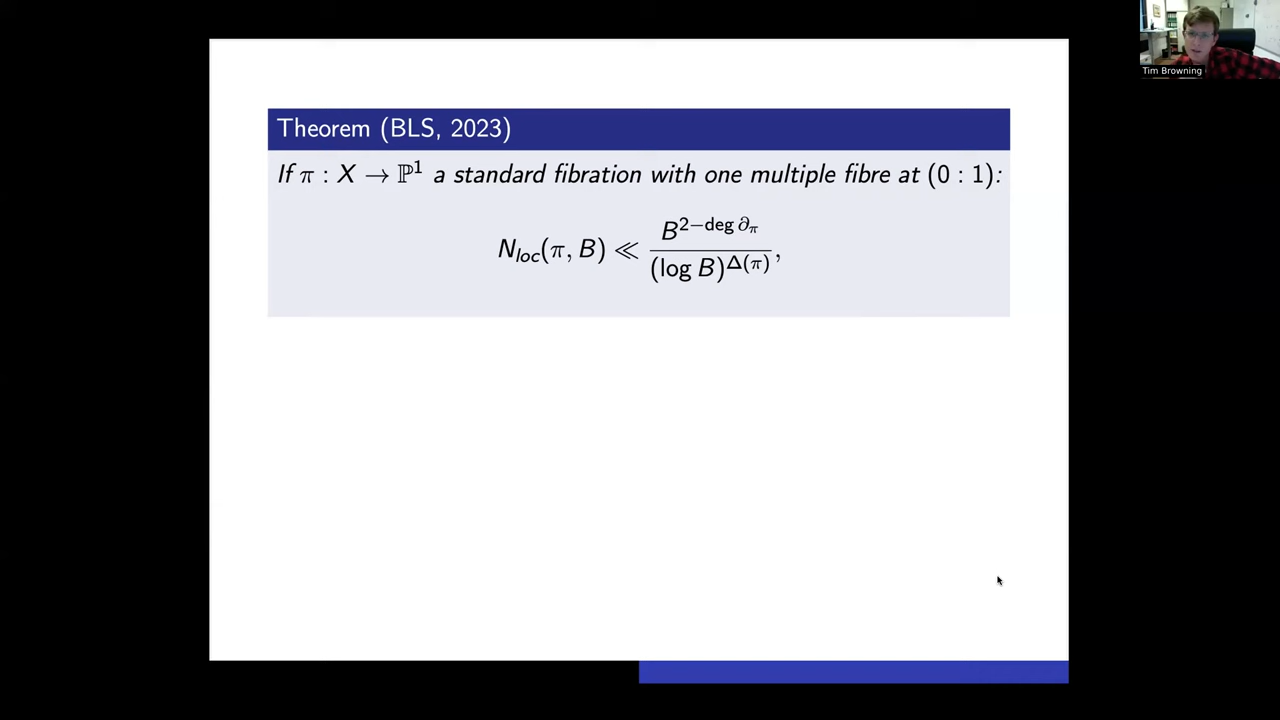 Tim Browning
Theorem (BLS, 2023)
If π : X → ℙ¹ a standard fibration with one multiple fibre at (0 : 1):
N_loc(π, B) ≪ B^{2−deg ∂_π} / (log B)^{Δ(π)},